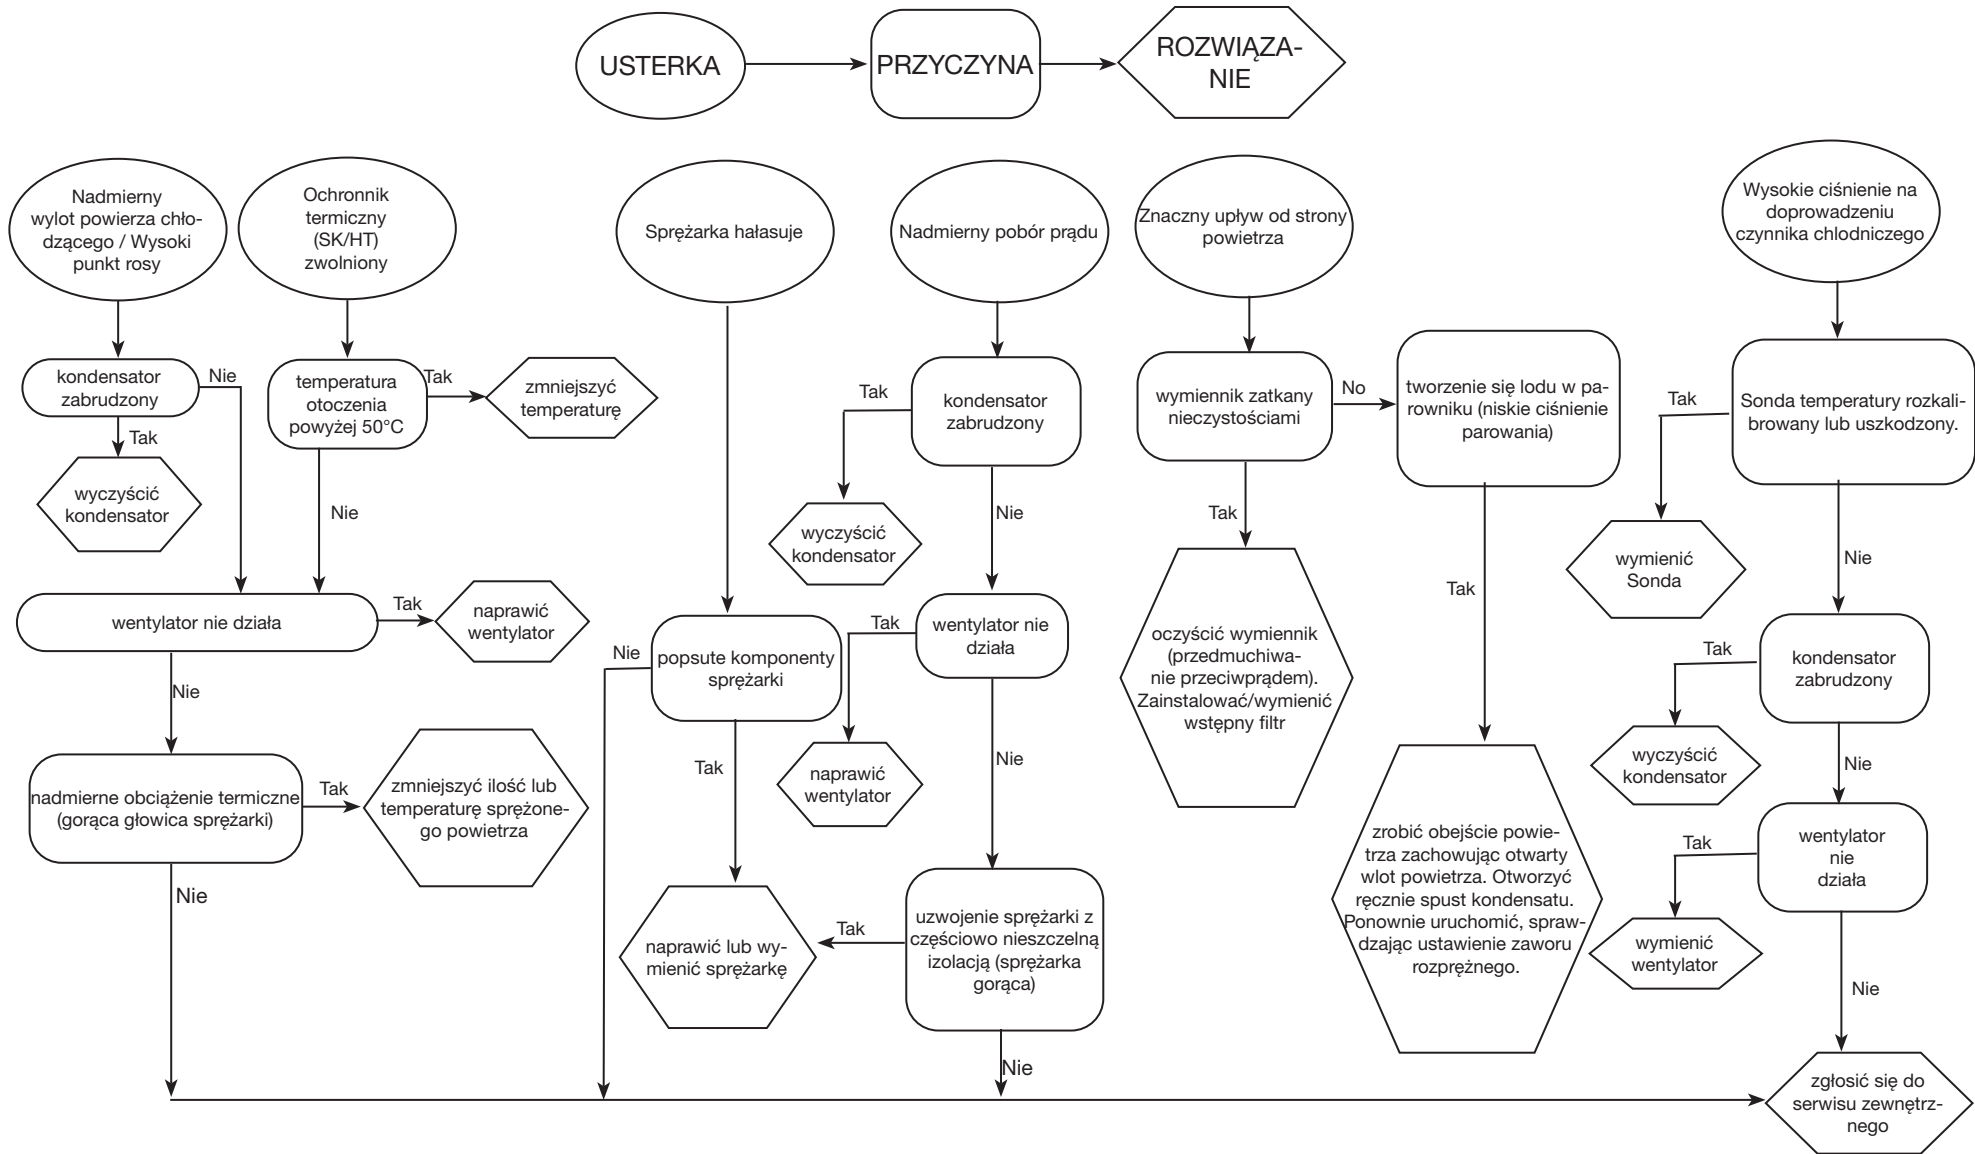 USTERKA
PRZYCZYNA
ROZWIĄZA-
NIE
Nadmierny
wylot powierza chło-
dzącego / Wysoki
punkt rosy
Ochronnik
termiczny
(SK/HT)
zwolniony
Sprężarka hałasuje
Nadmierny pobór prądu
Znaczny upływ od strony
powietrza
Wysokie ciśnienie na
doprowadzeniu
czynnika chlodniczego
kondensator
zabrudzony
Nie
Tak
wyczyścić
kondensator
temperatura
otoczenia
powyżej 50°C
Tak
zmniejszyć
temperaturę
Nie
wentylator nie działa
Tak
naprawić
wentylator
Nie
nadmierne obciążenie termiczne
(gorąca głowica sprężarki)
Tak
zmniejszyć ilość lub
temperaturę sprężone-
go powietrza
Nie
popsute komponenty
sprężarki
Nie
Tak
naprawić lub wy-
mienić sprężarkę
kondensator
zabrudzony
Tak
wyczyścić
kondensator
Nie
wentylator nie
działa
Tak
naprawić
wentylator
Nie
uzwojenie sprężarki z
częściowo nieszczelną
izolacją (sprężarka
gorąca)
Tak
Nie
wymiennik zatkany
nieczystościami
No
Tak
oczyścić wymiennik
(przedmuchiwa-
nie przeciwprądem).
Zainstalować/wymienić
wstępny filtr
tworzenie się lodu w pa-
rowniku (niskie ciśnienie
parowania)
Tak
zrobić obejście powie-
trza zachowując otwarty
wlot powietrza. Otworzyć
ręcznie spust kondensatu.
Ponownie uruchomić, spraw-
dzając ustawienie zaworu
rozprężnego.
Sonda temperatury rozkali-
browany lub uszkodzony.
Tak
wymienić
Sonda
Nie
kondensator
zabrudzony
Tak
wyczyścić
kondensator
Nie
wentylator
nie
działa
Tak
wymienić
wentylator
Nie
zgłosić się do
serwisu zewnętrz-
nego